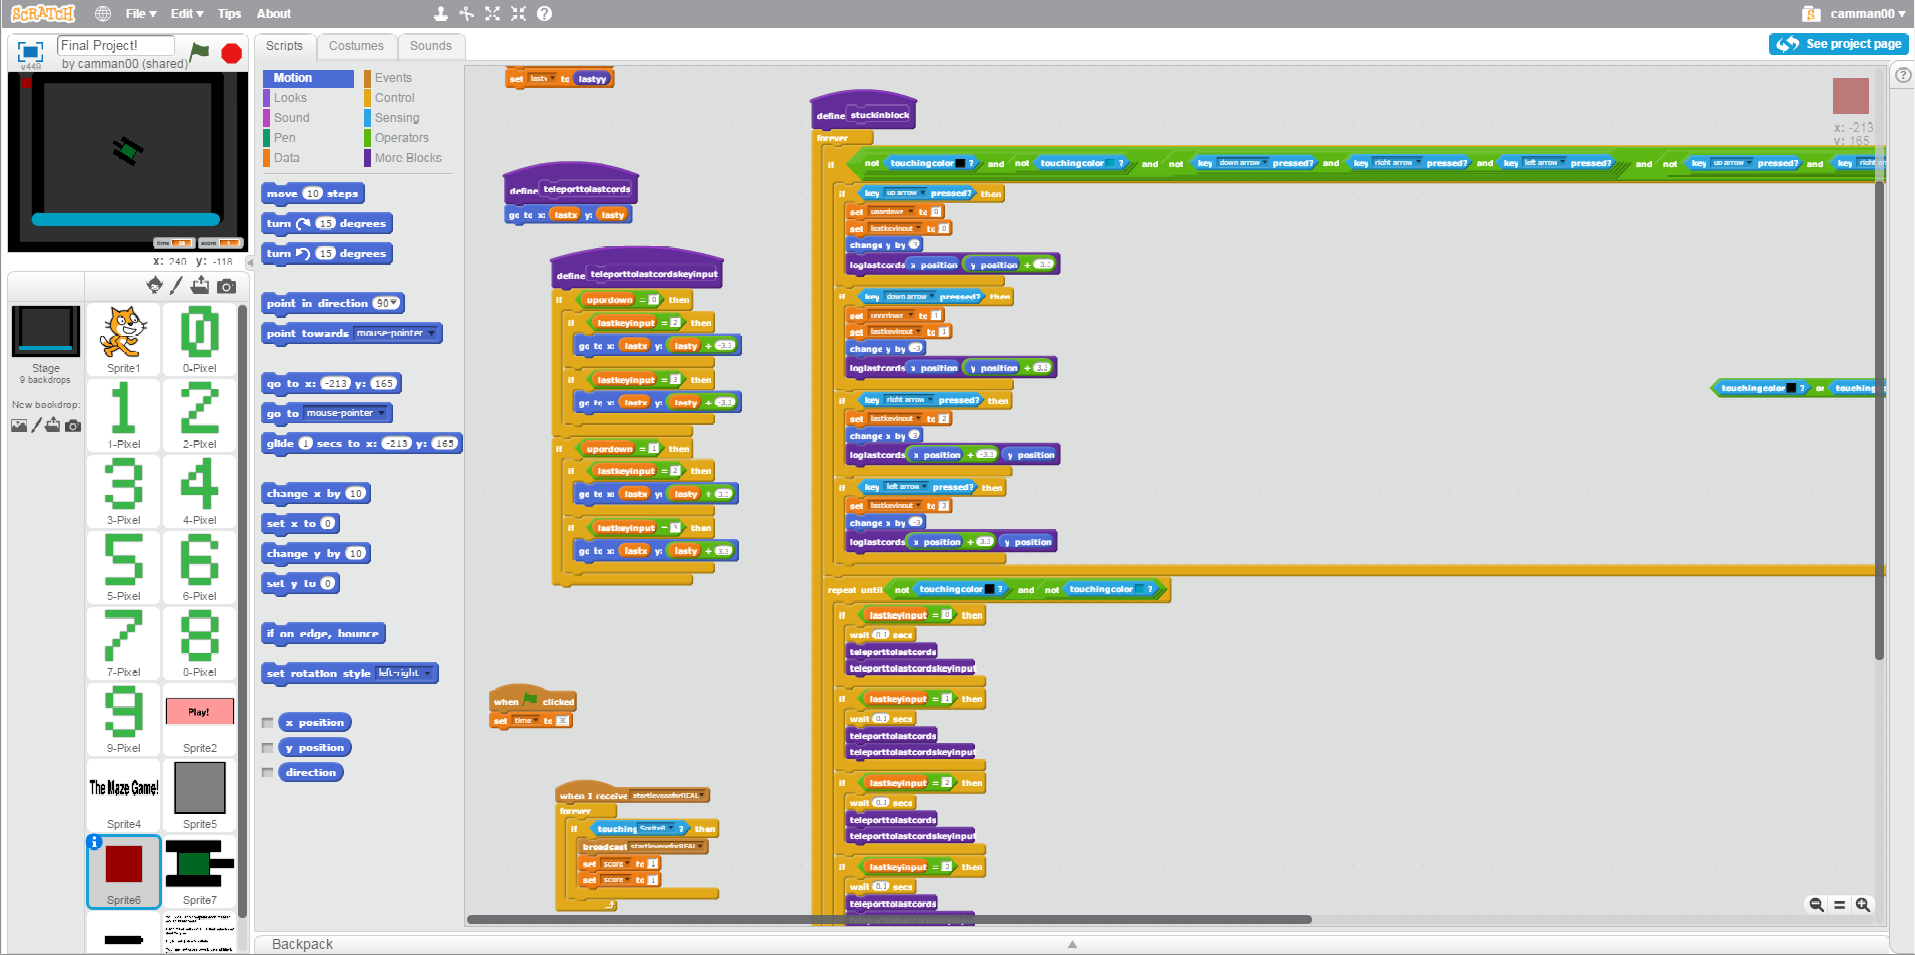 SCRATCH
File Edit Tips About
camman00
See project page
Final Project!
by camman00 (shared)
v449
time
score 1
x: 240 y: -118
Stage
9 backdrops
New backdrop:
Sprite1
0-Pixel
1-Pixel
2-Pixel
3-Pixel
4-Pixel
5-Pixel
6-Pixel
7-Pixel
0-Pixel
9-Pixel
Play!
Sprite2
The Maze Game!
Sprite4
Sprite5
Sprite6
Sprite7
Scripts Costumes Sounds
Motion
Looks
Sound
Pen
Data
Events
Control
Sensing
Operators
More Blocks
move 10 steps
turn 15 degrees
turn 15 degrees
point in direction 90
point towards mouse-pointer
go to x: -213 y: 165
go to mouse-pointer
glide 1 secs to x: -213 y: 165
change x by 10
set x to 0
change y by 10
set y to 0
if on edge, bounce
set rotation style left-right
x position
y position
direction
set lasty to lastyy
define teleporttolastcords
go to x: lastx y: lasty
define teleporttolastcordskeyinput
if upordown = 0 then
if lastkeyinput = 2 then
go to x: lastx y: lasty + -3.3
if lastkeyinput = 3 then
go to x: lastx y: lasty + -3.3
if upordown = 1 then
if lastkeyinput = 2 then
go to x: lastx y: lasty + 3.3
if lastkeyinput = 3 then
go to x: lastx y: lasty + 3.3
when clicked
set time to 30
when I receive
forever
if touching Sprite8 ? then
broadcast
set score to 1
set score to 1
define stuckinblock
forever
if not touchingcolor ? and not touchingcolor ? and not key down arrow pressed? and key right arrow pressed? and key left arrow pressed? and not key up arrow pressed? and key
if key up arrow pressed? then
set upordown to 0
set lastkeyinput to 0
change y by 3
loglastcords x position y position + -3.3
if key down arrow pressed? then
set upordown to 1
set lastkeyinput to 1
change y by -3
loglastcords x position y position + 3.3
if key right arrow pressed? then
set lastkeyinput to 2
change x by 3
loglastcords x position + -3.3 y position
if key left arrow pressed? then
set lastkeyinput to 3
change x by -3
loglastcords x position + 3.3 y position
repeat until not touchingcolor ? and not touchingcolor ?
if lastkeyinput = 0 then
wait 0.1 secs
teleporttolastcords
teleporttolastcordskeyinput
if lastkeyinput = 1 then
wait 0.1 secs
teleporttolastcords
teleporttolastcordskeyinput
if lastkeyinput = 2 then
wait 0.1 secs
teleporttolastcords
teleporttolastcordskeyinput
if lastkeyinput = 3 then
wait 0.1 secs
teleporttolastcords
teleporttolastcordskeyinput
touchingcolor ? or touching
x: -213
y: 165
Backpack